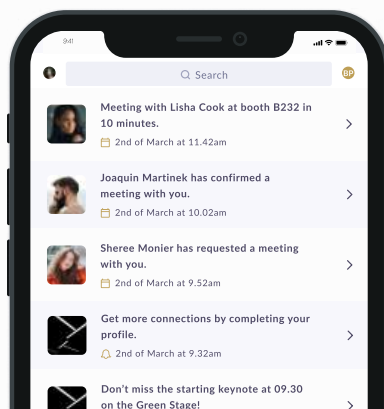 9:41
Search
BP
Meeting with Lisha Cook at booth B232 in
10 minutes.
2nd of March at 11.42am
Joaquin Martinek has confirmed a
meeting with you.
2nd of March at 10.02am
Sheree Monier has requested a meeting
with you.
2nd of March at 9.52am
Get more connections by completing your
profile.
2nd of March at 9.32am
Don't miss the starting keynote at 09.30
on the Green Stage!